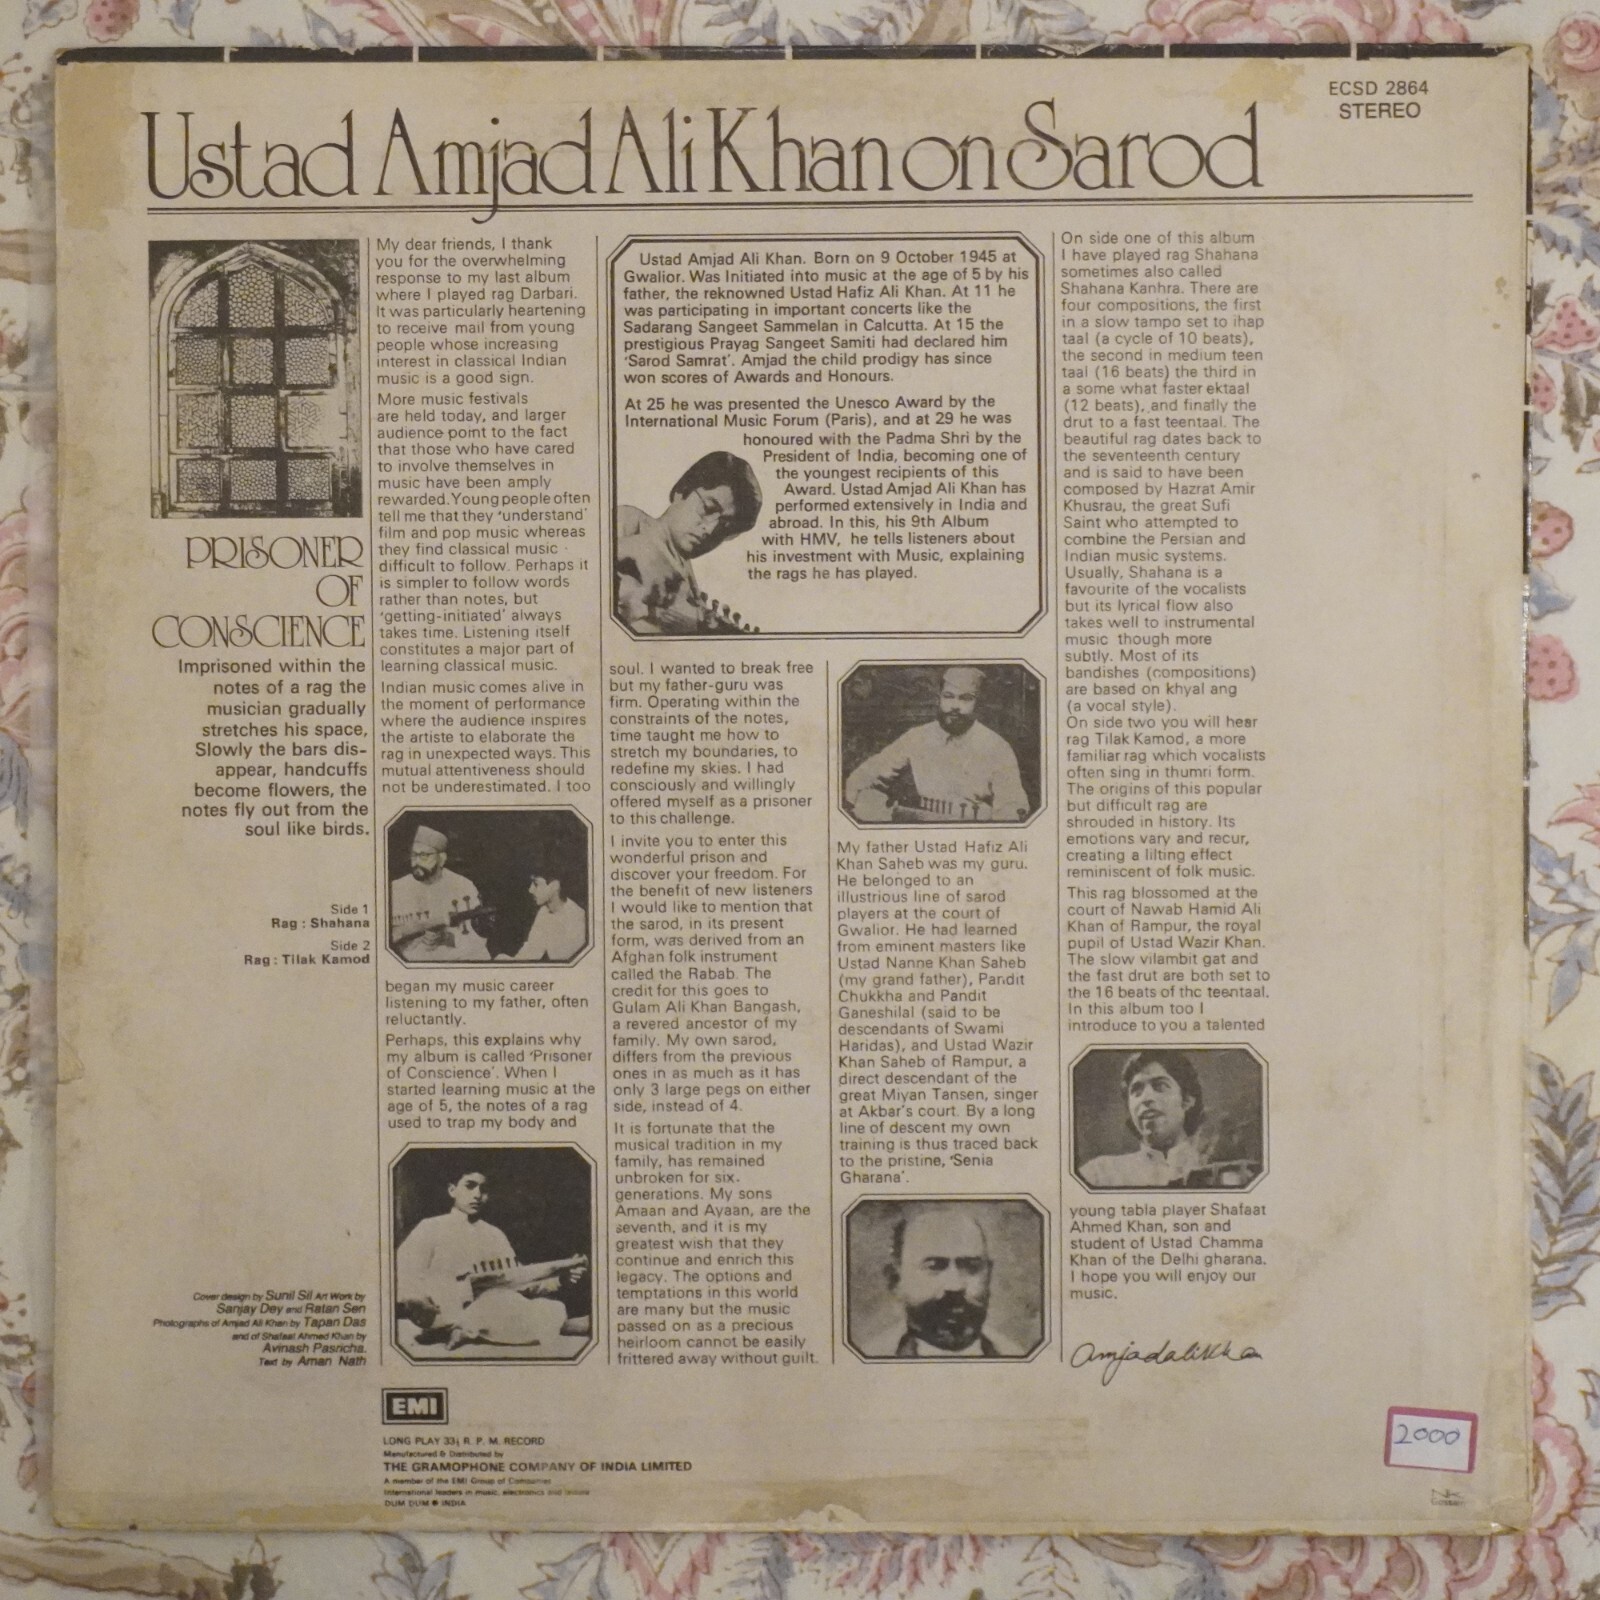 ECSD 2864
STEREO
Ustad Amjad Ali Khan on Sarod
PRISONER
OF
CONSCIENCE
Imprisoned within the
notes of a rag the
musician gradually
stretches his space,
Slowly the bars dis-
appear, handcuffs
become flowers, the
notes fly out from the
soul like birds.
Side 1
Rag : Shahana
Side 2
Rag : Tilak Kamod
Cover design by Sunil Sil Art Work by
Sanjay Dey and Ratan Sen
Photographs of Amjad Ali Khan by Tapan Das
and of Shafaat Ahmed Khan by
Avinash Pasricha.
Text by Aman Nath
My dear friends, I thank
you for the overwhelming
response to my last album
where I played rag Darbari.
It was particularly heartening
to receive mail from young
people whose increasing
interest in classical Indian
music is a good sign.
More music festivals
are held today, and larger
audience point to the fact
that those who have cared
to involve themselves in
music have been amply
rewarded. Young people often
tell me that they 'understand'
film and pop music whereas
they find classical music
difficult to follow. Perhaps it
is simpler to follow words
rather than notes, but
'getting-initiated' always
takes time. Listening itself
constitutes a major part of
learning classical music.
Indian music comes alive in
the moment of performance
where the audience inspires
the artiste to elaborate the
rag in unexpected ways. This
mutual attentiveness should
not be underestimated. I too
began my music career
listening to my father, often
reluctantly.
Perhaps, this explains why
my album is called 'Prisoner
of Conscience'. When I
started learning music at the
age of 5, the notes of a rag
used to trap my body and
Ustad Amjad Ali Khan. Born on 9 October 1945 at
Gwalior. Was Initiated into music at the age of 5 by his
father, the reknowned Ustad Hafiz Ali Khan. At 11 he
was participating in important concerts like the
Sadarang Sangeet Sammelan in Calcutta. At 15 the
prestigious Prayag Sangeet Samiti had declared him
'Sarod Samrat'. Amjad the child prodigy has since
won scores of Awards and Honours.
At 25 he was presented the Unesco Award by the
International Music Forum (Paris), and at 29 he was
honoured with the Padma Shri by the
President of India, becoming one of
the youngest recipients of this
Award. Ustad Amjad Ali Khan has
performed extensively in India and
abroad. In this, his 9th Album
with HMV, he tells listeners about
his investment with Music, explaining
the rags he has played.
soul. I wanted to break free
but my father-guru was
firm. Operating within the
constraints of the notes,
time taught me how to
stretch my boundaries, to
redefine my skies. I had
consciously and willingly
offered myself as a prisoner
to this challenge.
I invite you to enter this
wonderful prison and
discover your freedom. For
the benefit of new listeners
I would like to mention that
the sarod, in its present
form, was derived from an
Afghan folk instrument
called the Rabab. The
credit for this goes to
Gulam Ali Khan Bangash,
a revered ancestor of my
family. My own sarod,
differs from the previous
ones in as much as it has
only 3 large pegs on either
side, instead of 4.
It is fortunate that the
musical tradition in my
family, has remained
unbroken for six.
generations. My sons
Amaan and Ayaan, are the
seventh, and it is my
greatest wish that they
continue and enrich this
legacy. The options and
temptations in this world
are many but the music
passed on as a precious
heirloom cannot be easily
frittered away without guilt.
My father Ustad Hafiz Ali
Khan Saheb was my guru.
He belonged to an
illustrious line of sarod
players at the court of
Gwalior. He had learned
from eminent masters like
Ustad Nanne Khan Saheb
(my grand father), Pandit
Chukkha and Pandit
Ganeshilal (said to be
descendants of Swami
Haridas), and Ustad Wazir
Khan Saheb of Rampur, a
direct descendant of the
great Miyan Tansen, singer
at Akbar's court. By a long
line of descent my own
training is thus traced back
to the pristine, 'Senia
Gharana'.
On side one of this album
I have played rag Shahana
sometimes also called
Shahana Kanhra. There are
four compositions, the first
in a slow tampo set to ihap
taal (a cycle of 10 beats),
the second in medium teen
taal (16 beats) the third in
a some what faster ektaal
(12 beats), and finally the
drut to a fast teentaal. The
beautiful rag dates back to
the seventeenth century
and is said to have been
composed by Hazrat Amir
Khusrau, the great Sufi
Saint who attempted to
combine the Persian and
Indian music systems.
Usually, Shahana is a
favourite of the vocalists
but its lyrical flow also
takes well to instrumental
music though more
subtly. Most of its
bandishes (compositions)
are based on khyal ang
(a vocal style).
On side two you will hear
rag Tilak Kamod, a more
familiar rag which vocalists
often sing in thumri form.
The origins of this popular
but difficult rag are
shrouded in history. Its
emotions vary and recur,
creating a lilting effect
reminiscent of folk music.
This rag blossomed at the
court of Nawab Hamid Ali
Khan of Rampur, the royal
pupil of Ustad Wazir Khan.
The slow vilambit gat and
the fast drut are both set to
the 16 beats of the teentaal.
In this album too I
introduce to you a talented
young tabla player Shafaat
Ahmed Khan, son and
student of Ustad Chamma
Khan of the Delhi gharana.
I hope you will enjoy our
music.
Amjadalikhan
EMI
LONG PLAY 33⅓ R. P. M. RECORD
Manufactured & Distributed by
THE GRAMOPHONE COMPANY OF INDIA LIMITED
A member of the EMI Group of Companies
International leaders in music, electronics and leisure
DUM DUM ● INDIA
2000